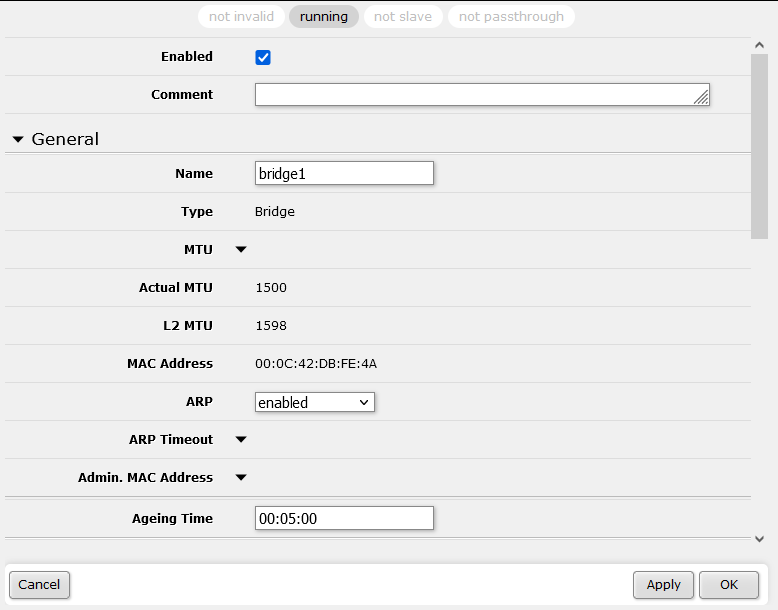 not invalid running not slave not passthrough
Enabled
Comment
General
Name bridge1
Type Bridge
MTU
Actual MTU 1500
L2 MTU 1598
MAC Address 00:0C:42:DB:FE:4A
ARP enabled
ARP Timeout
Admin. MAC Address
Ageing Time 00:05:00
Cancel Apply OK